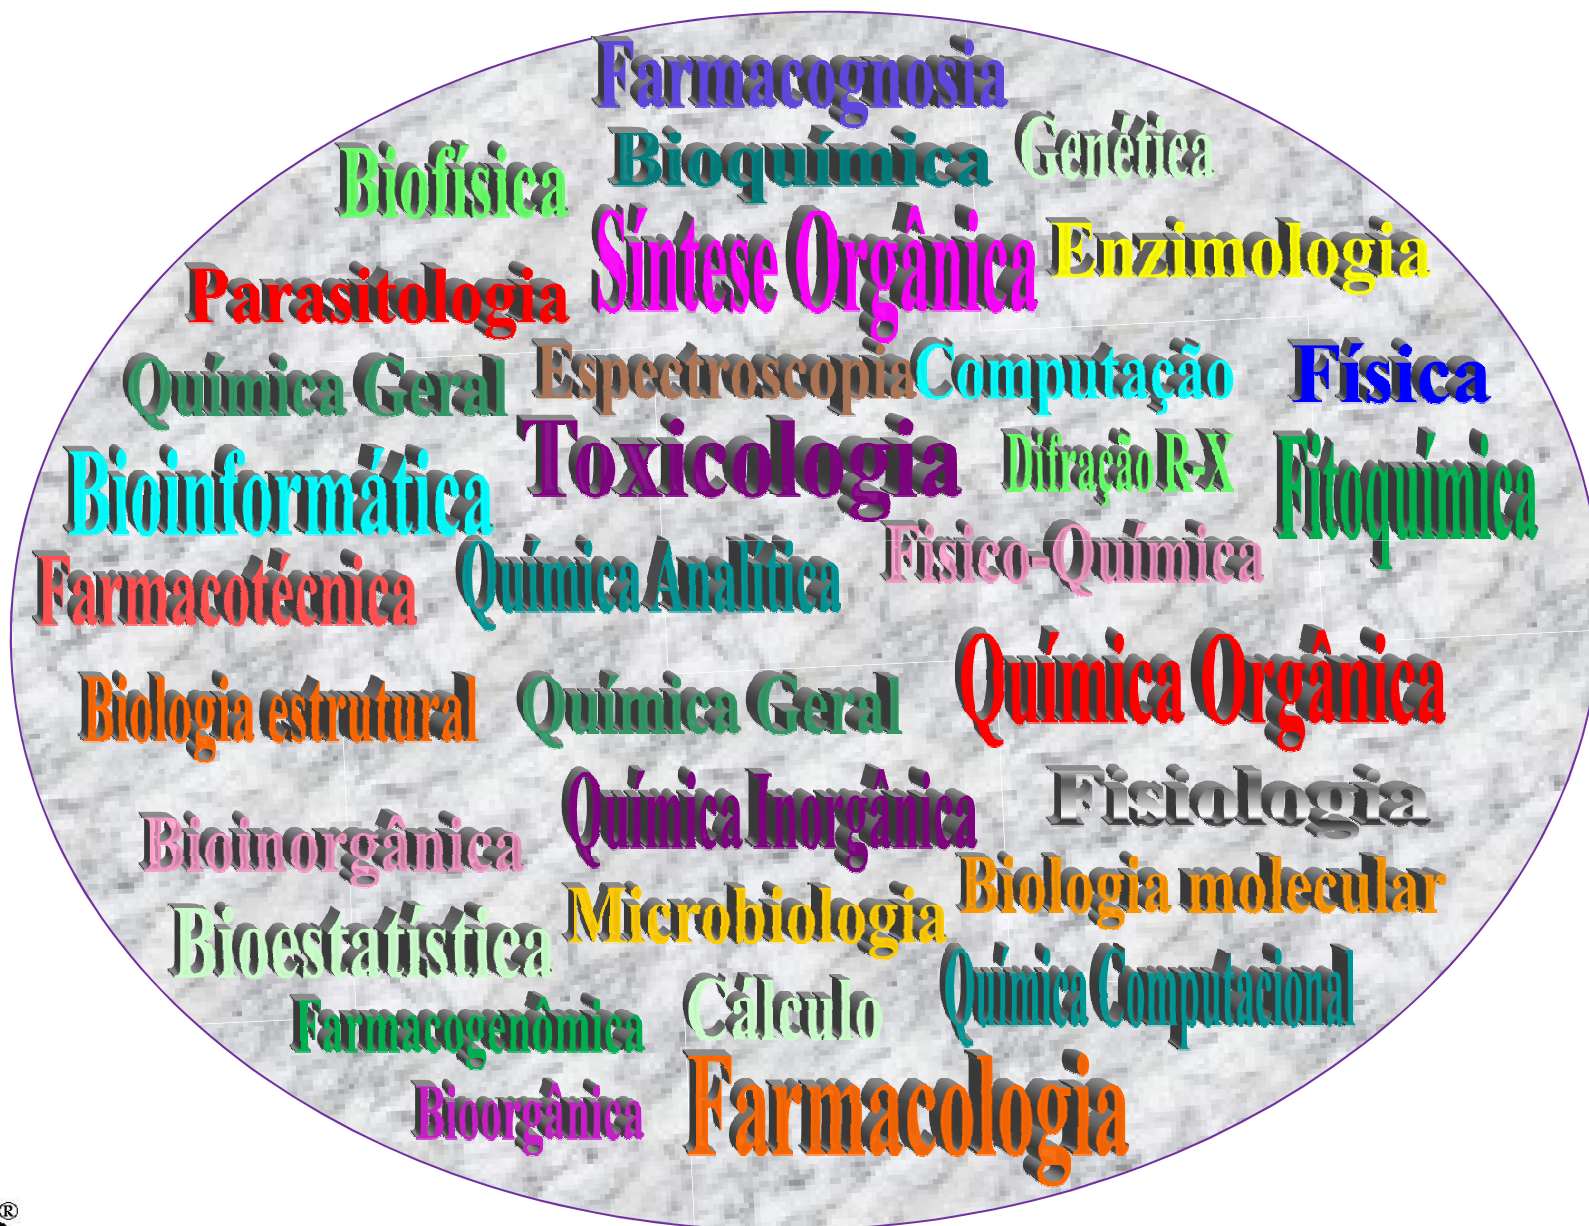 Farmacognosia
Genética
Bioquímica
Biofísica
Síntese Orgânica
Enzimologia
Parasitologia
Química Geral
Espectroscopia
Computação
Física
Toxicologia
Difração R-X
Fitoquímica
Bioinformática
Farmacotécnica
Química Analítica
Fisico-Química
Biologia estrutural
Química Geral
Química Orgânica
Química Inorgânica
Fisiologia
Bioinorgânica
Biologia molecular
Microbiologia
Bioestatística
Cálculo
Química Computacional
Farmacogenômica
Farmacologia
Bioorgânica
®